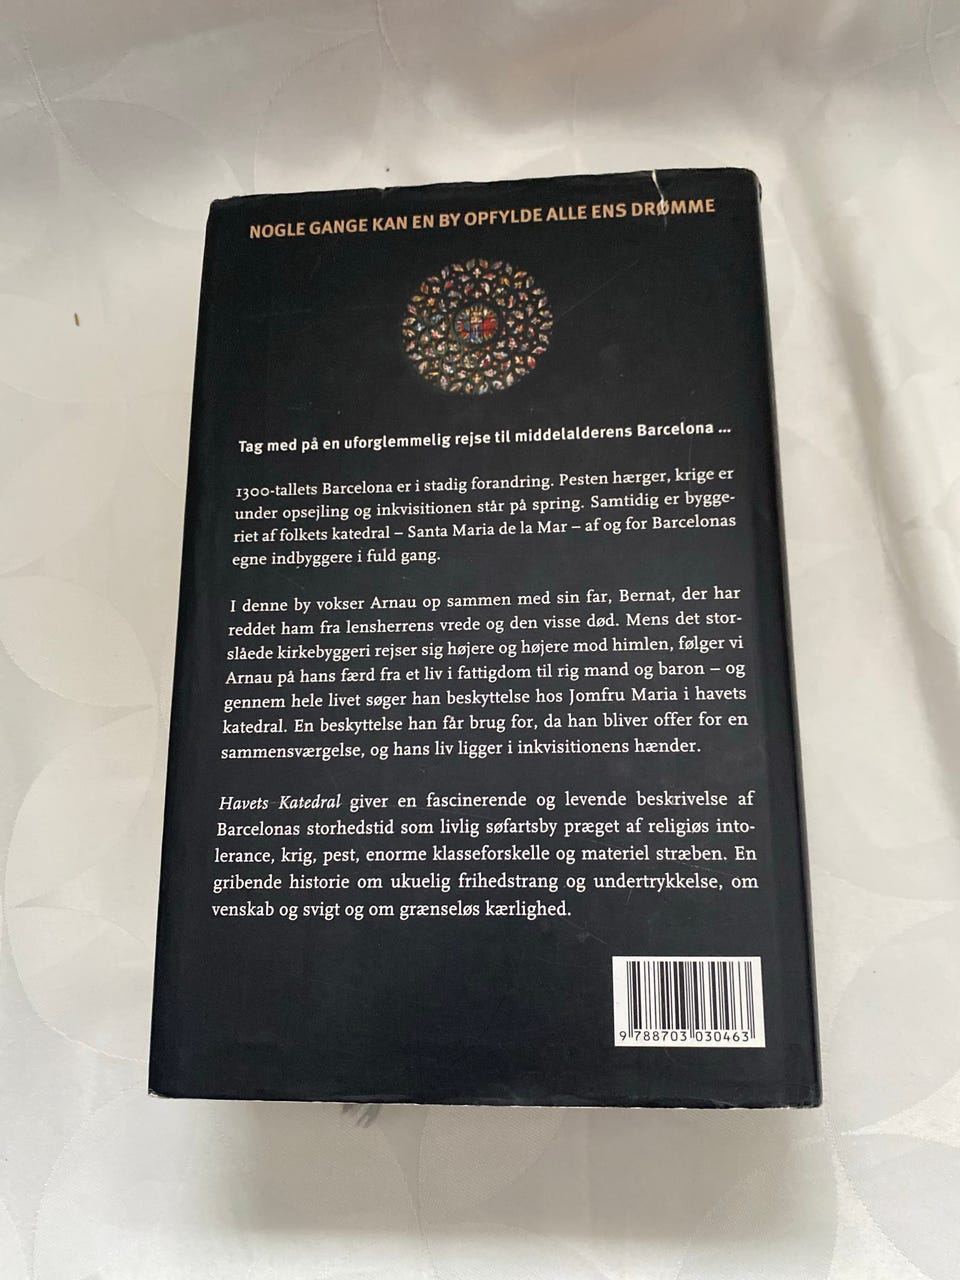 NOGLE GANGE KAN EN BY OPFYLDE ALLE ENS DRØMME
Tag med på en uforglemmelig rejse til middelalderens Barcelona ...
1300-tallets Barcelona er i stadig forandring. Pesten hærger, krige er
under opsejling og inkvisitionen står på spring. Samtidig er bygge-
riet af folkets katedral – Santa Maria de la Mar – af og for Barcelonas
egne indbyggere i fuld gang.
I denne by vokser Arnau op sammen med sin far, Bernat, der har
reddet ham fra lensherrens vrede og den visse død. Mens det stor-
slåede kirkebyggeri rejser sig højere og højere mod himlen, følger vi
Arnau på hans færd fra et liv i fattigdom til rig mand og baron – og
gennem hele livet søger han beskyttelse hos Jomfru Maria i havets
katedral. En beskyttelse han får brug for, da han bliver offer for en
sammensværgelse, og hans liv ligger i inkvisitionens hænder.
Havets Katedral giver en fascinerende og levende beskrivelse af
Barcelonas storhedstid som livlig søfartsby præget af religiøs into-
lerance, krig, pest, enorme klasseforskelle og materiel stræben. En
gribende historie om ukuelig frihedstrang og undertrykkelse, om
venskab og svigt og om grænseløs kærlighed.
9 788703 030463